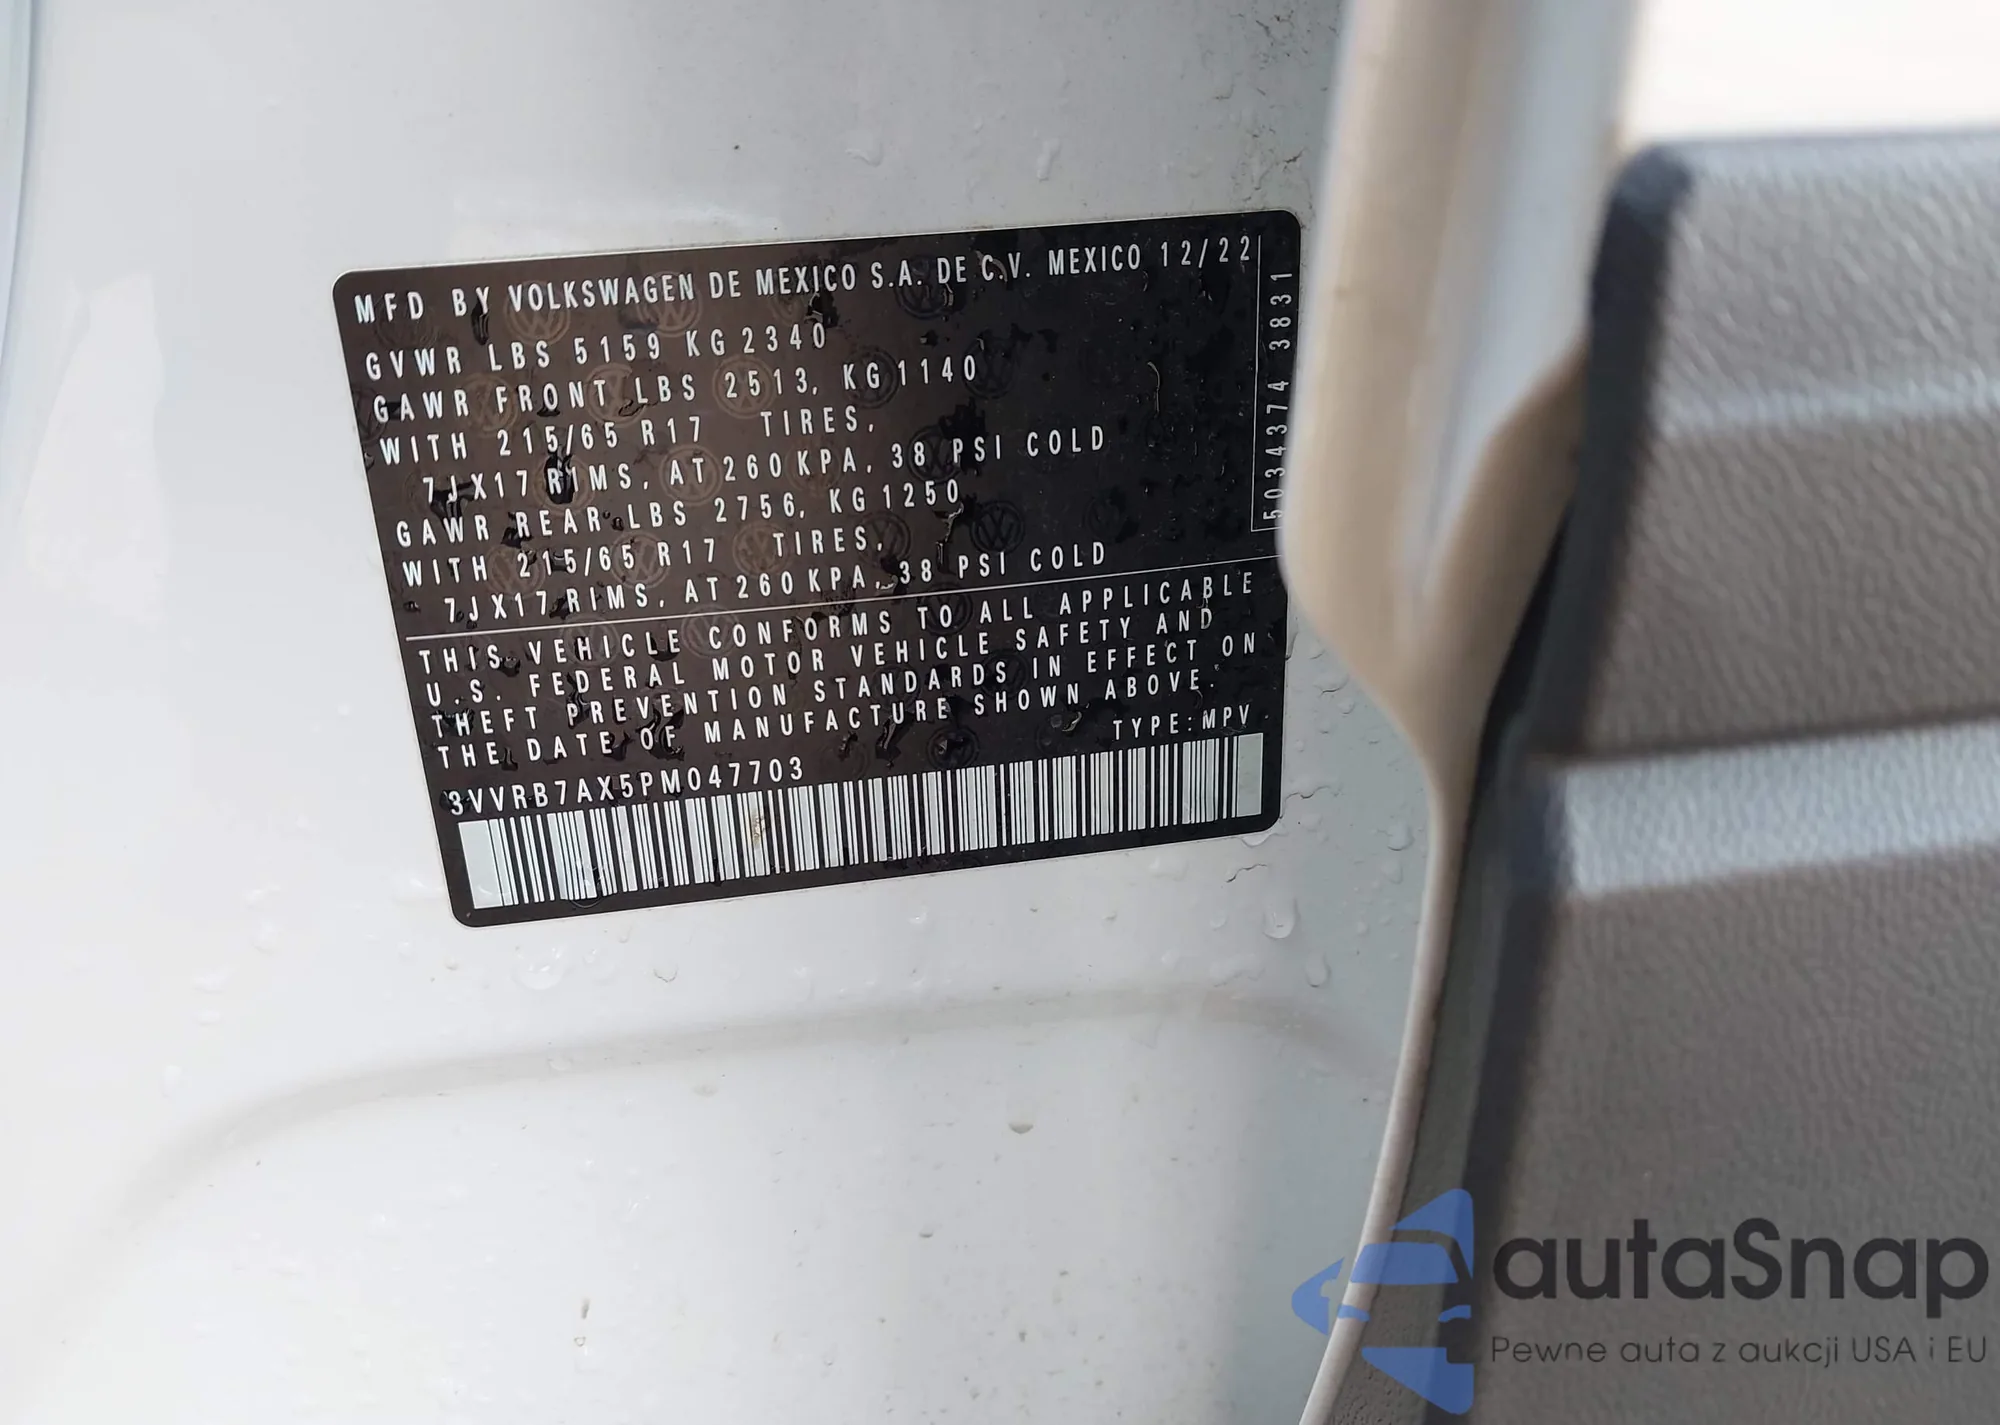 MFD BY VOLKSWAGEN DE MEXICO S.A. DE C.V. MEXICO 12/22
GVWR LBS 5159 KG 2340
GAWR FRONT LBS 2513, KG 1140
WITH 215/65 R17 TIRES,
7JX17 RIMS, AT 260 KPA, 38 PSI COLD
GAWR REAR LBS 2756, KG 1250
WITH 215/65 R17 TIRES,
7JX17 RIMS, AT 260 KPA, 38 PSI COLD
503443374 3831
THIS VEHICLE CONFORMS TO ALL APPLICABLE
U.S. FEDERAL MOTOR VEHICLE SAFETY AND
THEFT PREVENTION STANDARDS IN EFFECT ON
THE DATE OF MANUFACTURE SHOWN ABOVE.
TYPE: MPV
3VVRB7AX5PM047703
autaSnap
Pewne auta z aukcji USA i EU